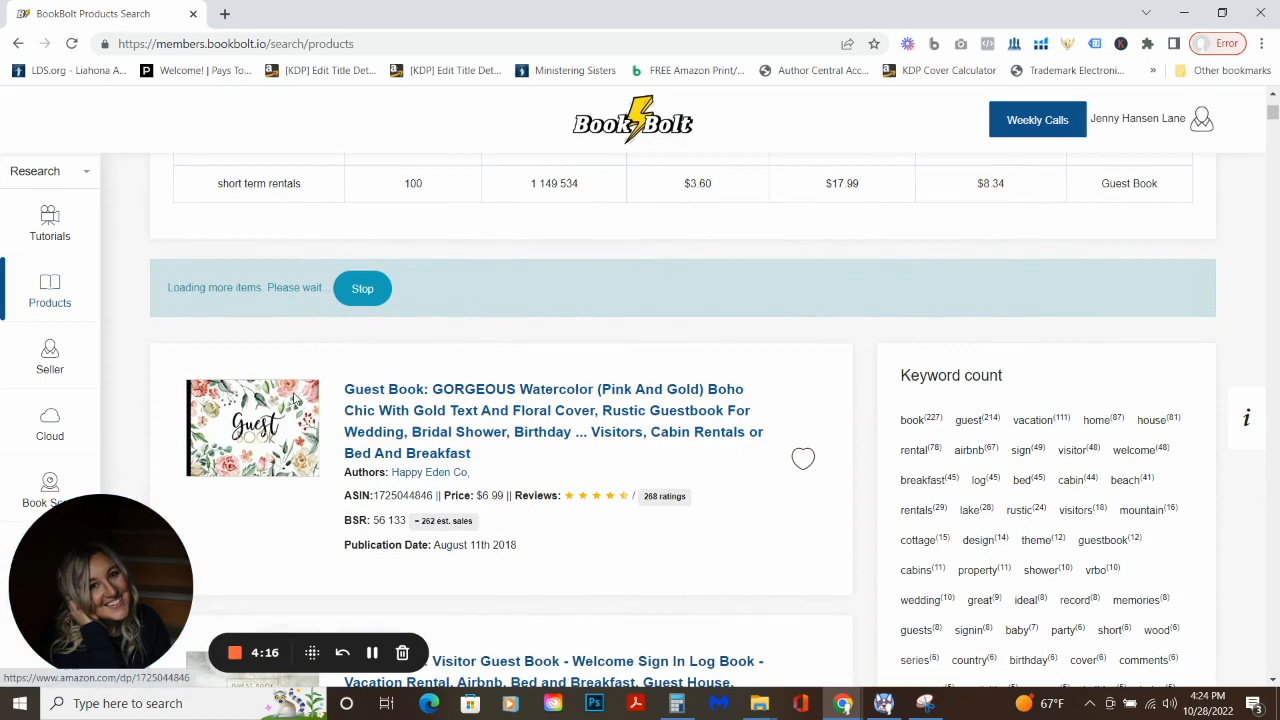 BookBolt Products Search
https://members.bookbolt.io/search/products
Error
LDS.org - Liahona A...
Welcome! | Pays To...
[KDP] Edit Title Det...
[KDP] Edit Title Det...
Ministering Sisters
FREE Amazon Print/...
Author Central Acc...
KDP Cover Calculator
Trademark Electroni...
»
Other bookmarks
Book Bolt
Weekly Calls
Jenny Hansen Lane
Research
Tutorials
Products
Seller
Cloud
short term rentals 100 1 149 534 $3.60 $17.99 $8.34 Guest Book
Loading more items. Please wait...
Stop
Guest
BOOK
Guest Book: GORGEOUS Watercolor (Pink And Gold) Boho
Chic With Gold Text And Floral Cover, Rustic Guestbook For
Wedding, Bridal Shower, Birthday ... Visitors, Cabin Rentals or
Bed And Breakfast
Authors: Happy Eden Co,
ASIN:1725044846 || Price: $6.99 || Reviews: / 268 ratings
BSR: 56 133 ~ 262 est. sales
Publication Date: August 11th 2018
Visitor Guest Book - Welcome Sign In Log Book -
Vacation Rental, Airbnb, Bed and Breakfast, Guest House,
Keyword count
book(227) guest(214) vacation(111) home(87) house(81)
rental(78) airbnb(67) sign(49) visitor(48) welcome(48)
breakfast(45) log(45) bed(45) cabin(44) beach(41)
rentals(29) lake(28) rustic(24) visitors(18) mountain(16)
cottage(15) design(14) theme(12) guestbook(12)
cabins(11) property(11) shower(10) vrbo(10)
wedding(10) great(9) ideal(8) record(8) memories(8)
guests(8) signin(8) baby(7) party(6) short(6) wood(6)
series(6) country(6) birthday(6) cover(6) comments(6)
i
4:16
https://www.amazon.com/dp/1725044846
Type here to search
67°F
4:24 PM
10/28/2022
3